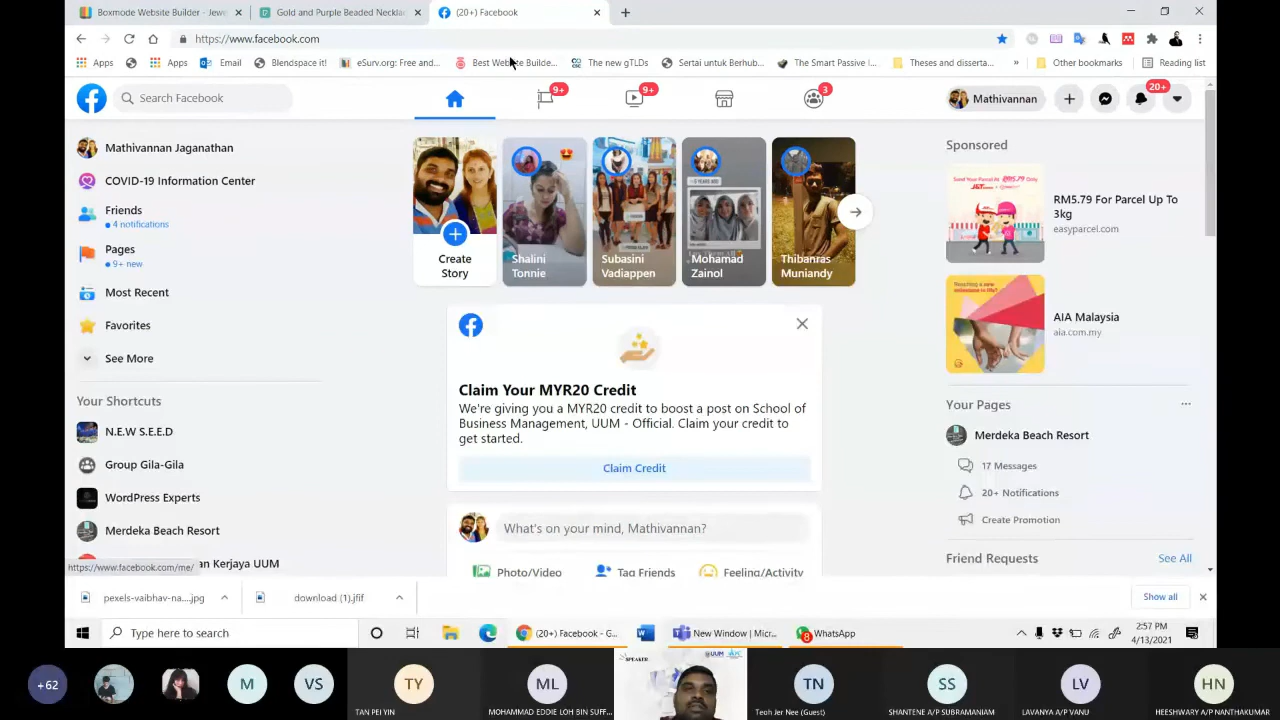 Boxmode Website Builder - Jewe
Gold and Purple Beaded Necklac
(20+) Facebook
https://www.facebook.com
Apps
Apps
Email
Blendspace it!
eSurv.org: Free and...
Best Website Builde...
The new gTLDs
Sertai untuk Berhub...
The Smart Passive I...
Theses and disserta...
»
Other bookmarks
Reading list
Search Facebook
9+
9+
3
Mathivannan
20+
Mathivannan Jaganathan
COVID-19 Information Center
Friends
4 notifications
Pages
9+ new
Most Recent
Favorites
See More
Your Shortcuts
N.E.W S.E.E.D
Group Gila-Gila
WordPress Experts
Merdeka Beach Resort
an Kerjaya UUM
https://www.facebook.com/me/
Create
Story
Shalini
Tonnie
Subasini
Vadiappen
Mohamad
Zainol
Thibanras
Muniandy
Claim Your MYR20 Credit
We're giving you a MYR20 credit to boost a post on School of
Business Management, UUM - Official. Claim your credit to
get started.
Claim Credit
What's on your mind, Mathivannan?
Photo/Video
Tag Friends
Feeling/Activity
Sponsored
RM5.79 For Parcel Up To
3kg
easyparcel.com
AIA Malaysia
aia.com.my
Your Pages
Merdeka Beach Resort
17 Messages
20+ Notifications
Create Promotion
Friend Requests
See All
pexels-vaibhav-na....jpg
download (1).jfif
Show all
Type here to search
(20+) Facebook - G...
New Window | Micr...
8
WhatsApp
2:57 PM
4/13/2021
+62
M
VS
TY
TAN PEI YIN
ML
MOHAMMAD EDDIE LOH BIN SUFF...
SPEAKER
UUM
TN
Teoh Jer Nee (Guest)
SS
SHANTENE A/P SUBRAMANIAM
LV
LAVANYA A/P VANU
HN
HEESHWARY A/P NANTHAKUMAR